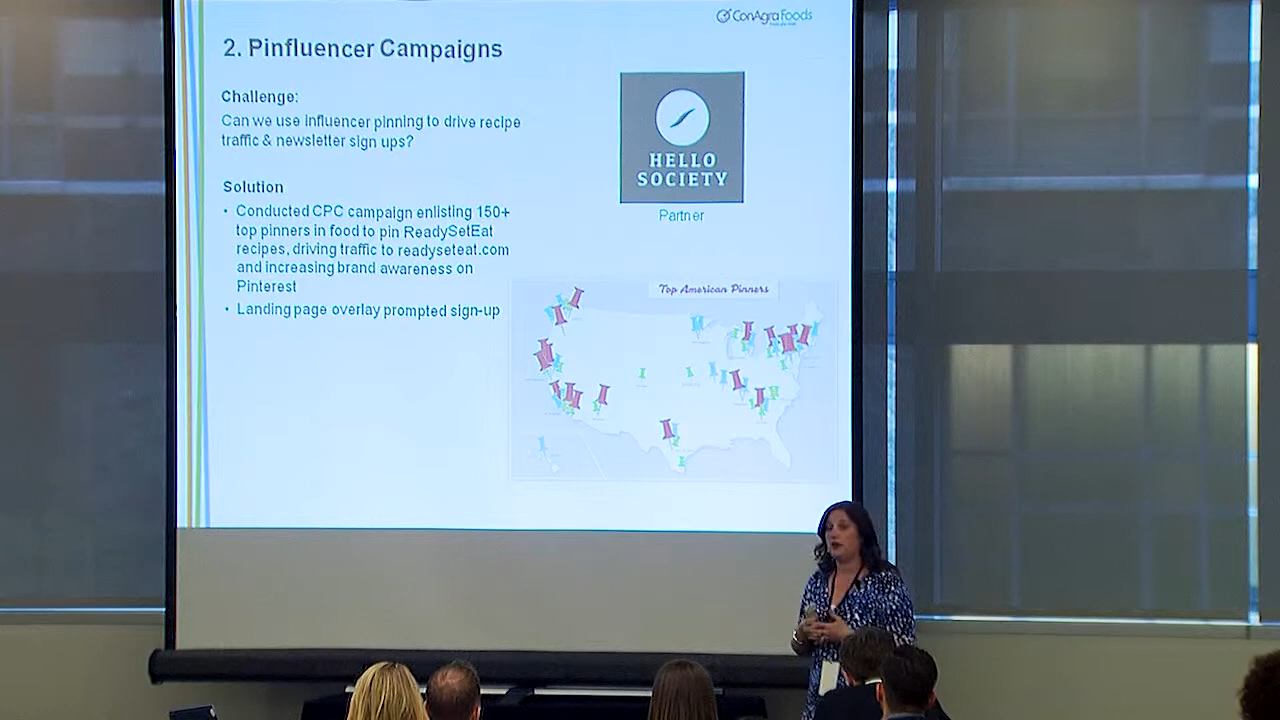 ConAgra Foods
2. Pinfluencer Campaigns
Challenge:
Can we use influencer pinning to drive recipe
traffic & newsletter sign ups?
Solution
• Conducted CPC campaign enlisting 150+
top pinners in food to pin ReadySetEat
recipes, driving traffic to readyseteat.com
and increasing brand awareness on
Pinterest
• Landing page overlay prompted sign-up
HELLO
SOCIETY
Partner
Top American Pinners